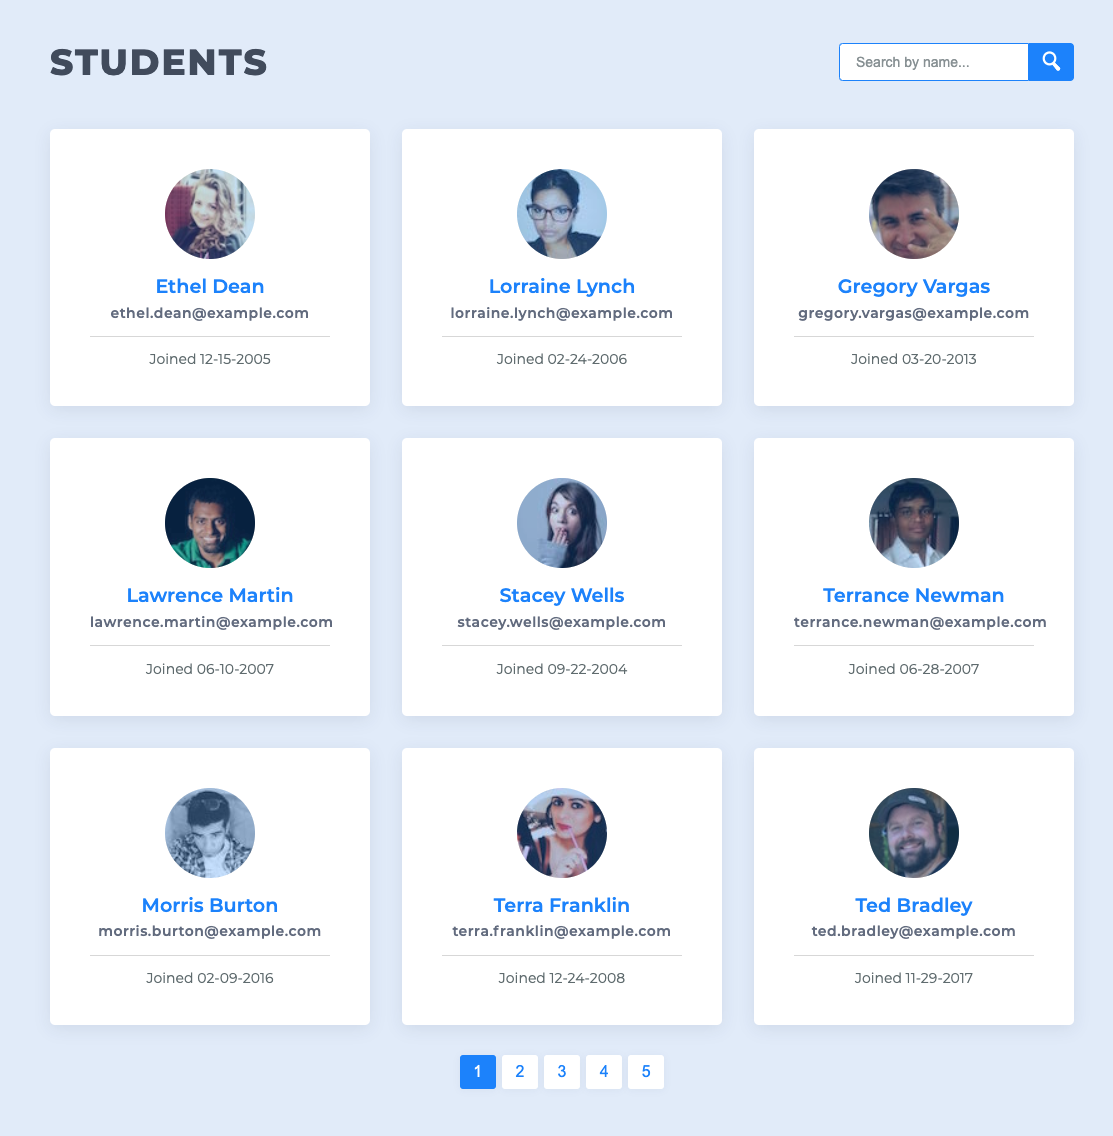 STUDENTS
Search by name...
Ethel Dean
ethel.dean@example.com
Joined 12-15-2005
Lorraine Lynch
lorraine.lynch@example.com
Joined 02-24-2006
Gregory Vargas
gregory.vargas@example.com
Joined 03-20-2013
Lawrence Martin
lawrence.martin@example.com
Joined 06-10-2007
Stacey Wells
stacey.wells@example.com
Joined 09-22-2004
Terrance Newman
terrance.newman@example.com
Joined 06-28-2007
Morris Burton
morris.burton@example.com
Joined 02-09-2016
Terra Franklin
terra.franklin@example.com
Joined 12-24-2008
Ted Bradley
ted.bradley@example.com
Joined 11-29-2017
1 2 3 4 5